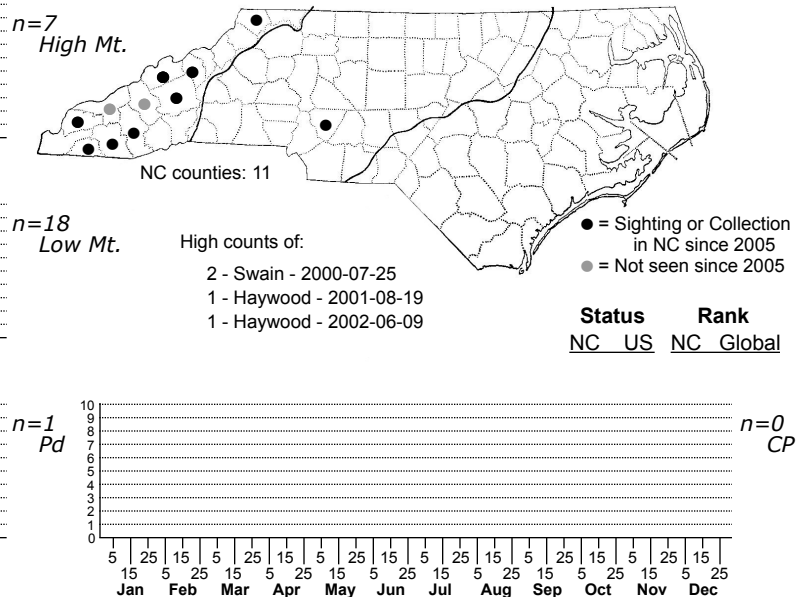 n=7
High Mt.
NC counties: 11
n=18
Low Mt.
High counts of:
2 - Swain - 2000-07-25
1 - Haywood - 2001-08-19
1 - Haywood - 2002-06-09
= Sighting or Collection
in NC since 2005
= Not seen since 2005
Status Rank
NC US NC Global
n=1
Pd
10
9
8
7
6
5
4
3
2
1
0
n=0
CP
5 25 15 5 25 15 5 25 15 5 25 15 5 25 15 5 25 15
15 5 25 15 5 25 15 5 25 15 5 25 15 5 25 15 5 25
Jan Feb Mar Apr May Jun Jul Aug Sep Oct Nov Dec